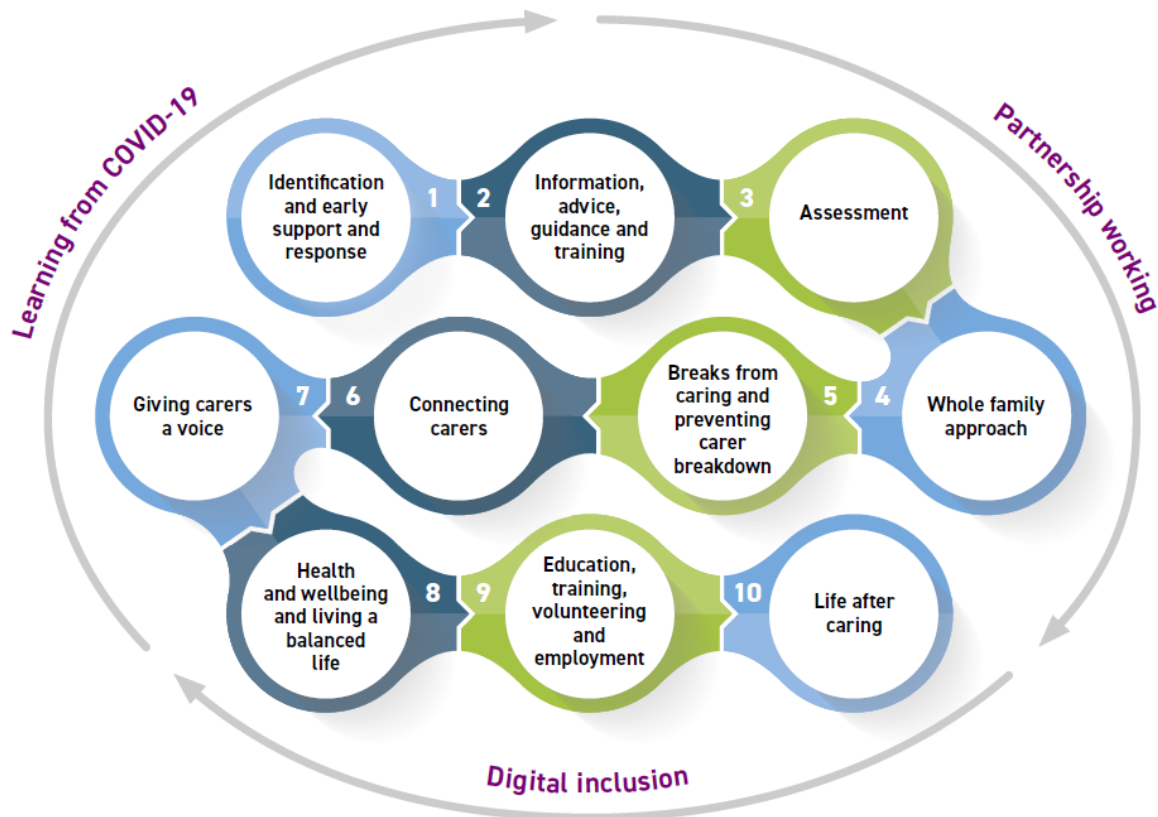 Learning from COVID-19
Partnership working
Identification
and early
support and
response
1
2
Information,
advice,
guidance and
training
3
Assessment
4
Whole family
approach
5
Breaks from
caring and
preventing
carer
breakdown
6
Connecting
carers
7
Giving carers
a voice
8
Health
and wellbeing
and living a
balanced
life
9
Education,
training,
volunteering
and
employment
10
Life after
caring
Digital inclusion